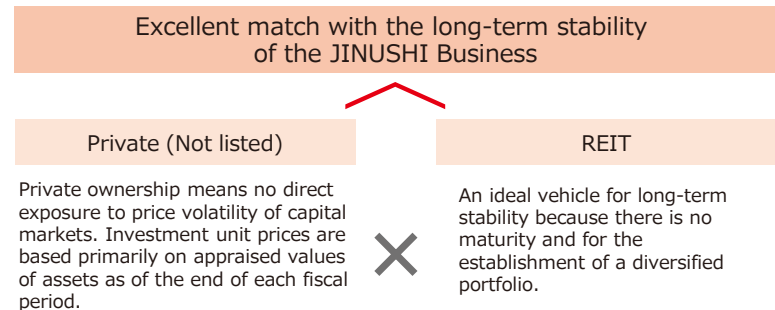 Excellent match with the long-term stability
of the JINUSHI Business
Private (Not listed)
Private ownership means no direct
exposure to price volatility of capital
markets. Investment unit prices are
based primarily on appraised values
of assets as of the end of each fiscal
period.
REIT
An ideal vehicle for long-term
stability because there is no
maturity and for the
establishment of a diversified
portfolio.